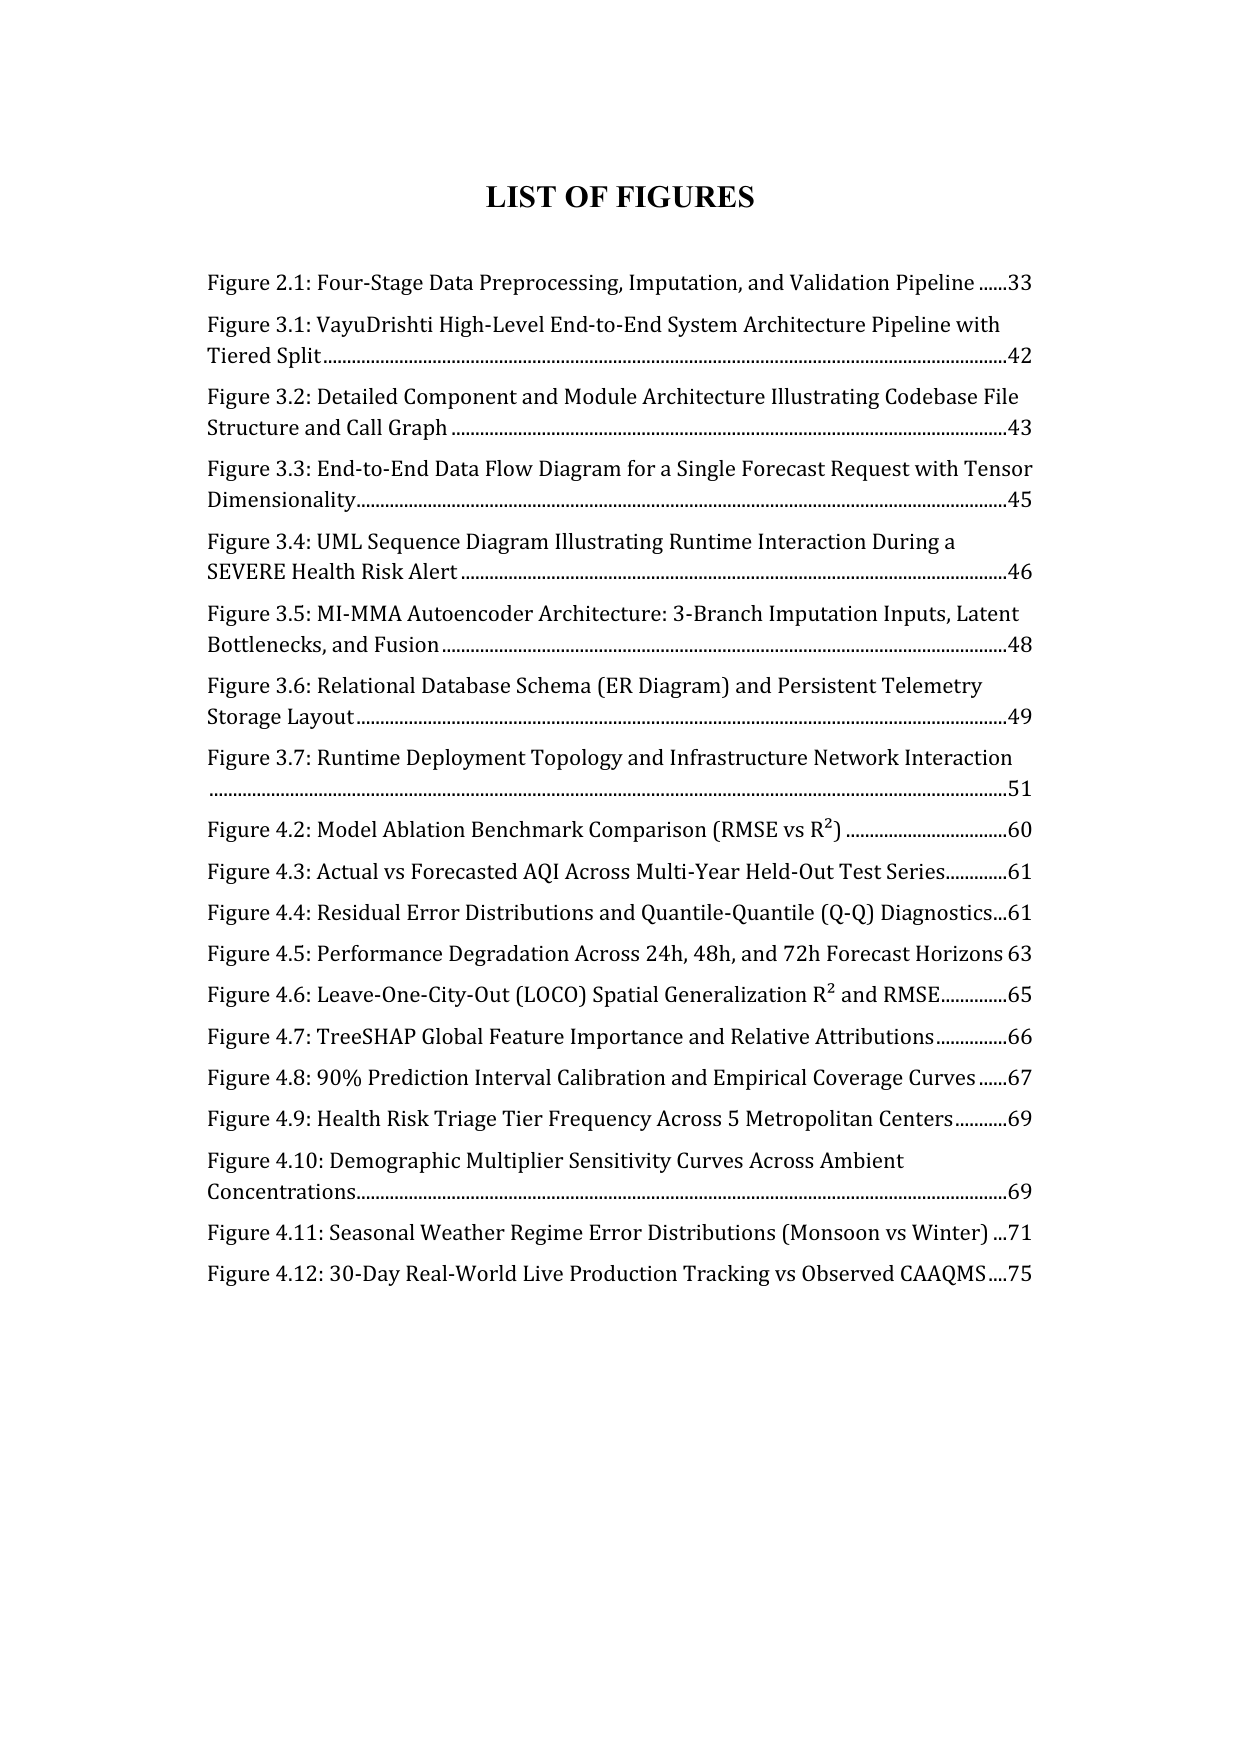 LIST OF FIGURES
Figure 2.1: Four-Stage Data Preprocessing, Imputation, and Validation Pipeline ......33
Figure 3.1: VayuDrishti High-Level End-to-End System Architecture Pipeline with
Tiered Split..........42
Figure 3.2: Detailed Component and Module Architecture Illustrating Codebase File
Structure and Call Graph ..........43
Figure 3.3: End-to-End Data Flow Diagram for a Single Forecast Request with Tensor
Dimensionality..........45
Figure 3.4: UML Sequence Diagram Illustrating Runtime Interaction During a
SEVERE Health Risk Alert ..........46
Figure 3.5: MI-MMA Autoencoder Architecture: 3-Branch Imputation Inputs, Latent
Bottlenecks, and Fusion..........48
Figure 3.6: Relational Database Schema (ER Diagram) and Persistent Telemetry
Storage Layout..........49
Figure 3.7: Runtime Deployment Topology and Infrastructure Network Interaction
..........51
Figure 4.2: Model Ablation Benchmark Comparison (RMSE vs R²) ..........60
Figure 4.3: Actual vs Forecasted AQI Across Multi-Year Held-Out Test Series.............61
Figure 4.4: Residual Error Distributions and Quantile-Quantile (Q-Q) Diagnostics...61
Figure 4.5: Performance Degradation Across 24h, 48h, and 72h Forecast Horizons 63
Figure 4.6: Leave-One-City-Out (LOCO) Spatial Generalization R² and RMSE..............65
Figure 4.7: TreeSHAP Global Feature Importance and Relative Attributions...............66
Figure 4.8: 90% Prediction Interval Calibration and Empirical Coverage Curves ......67
Figure 4.9: Health Risk Triage Tier Frequency Across 5 Metropolitan Centers...........69
Figure 4.10: Demographic Multiplier Sensitivity Curves Across Ambient
Concentrations..........69
Figure 4.11: Seasonal Weather Regime Error Distributions (Monsoon vs Winter) ...71
Figure 4.12: 30-Day Real-World Live Production Tracking vs Observed CAAQMS....75